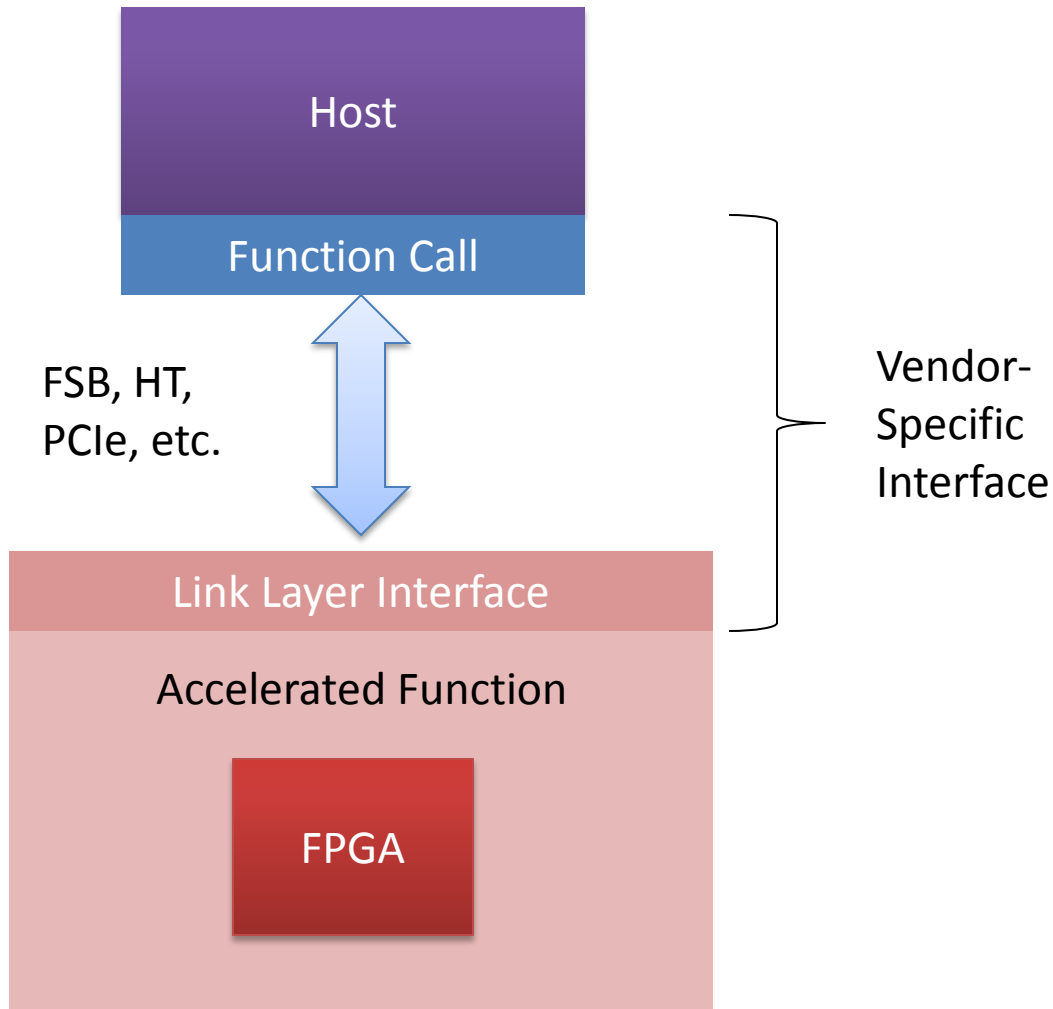 Host
Function Call
FSB, HT,
PCIe, etc.
Vendor-
Specific
Interface
Link Layer Interface
Accelerated Function
FPGA